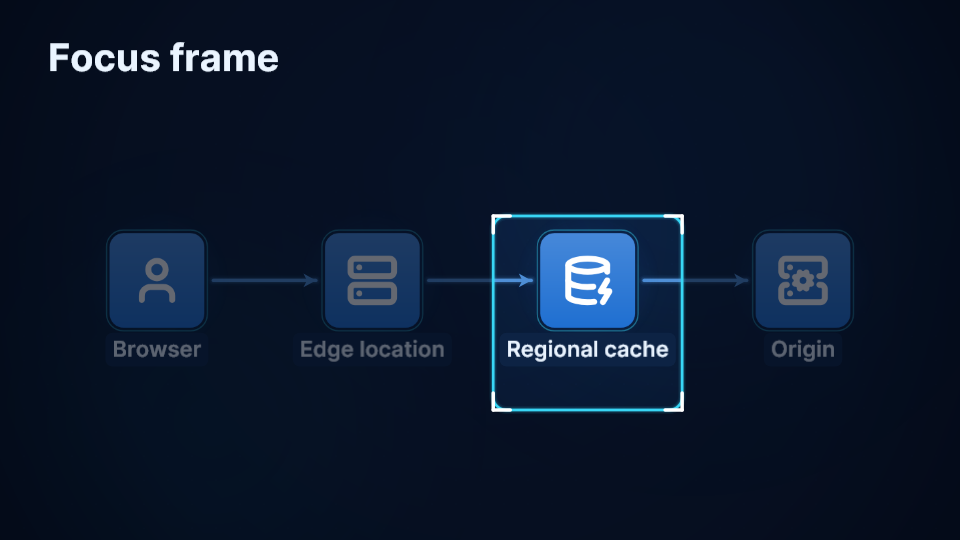 Focus frame
Browser
Edge location
Regional cache
Origin